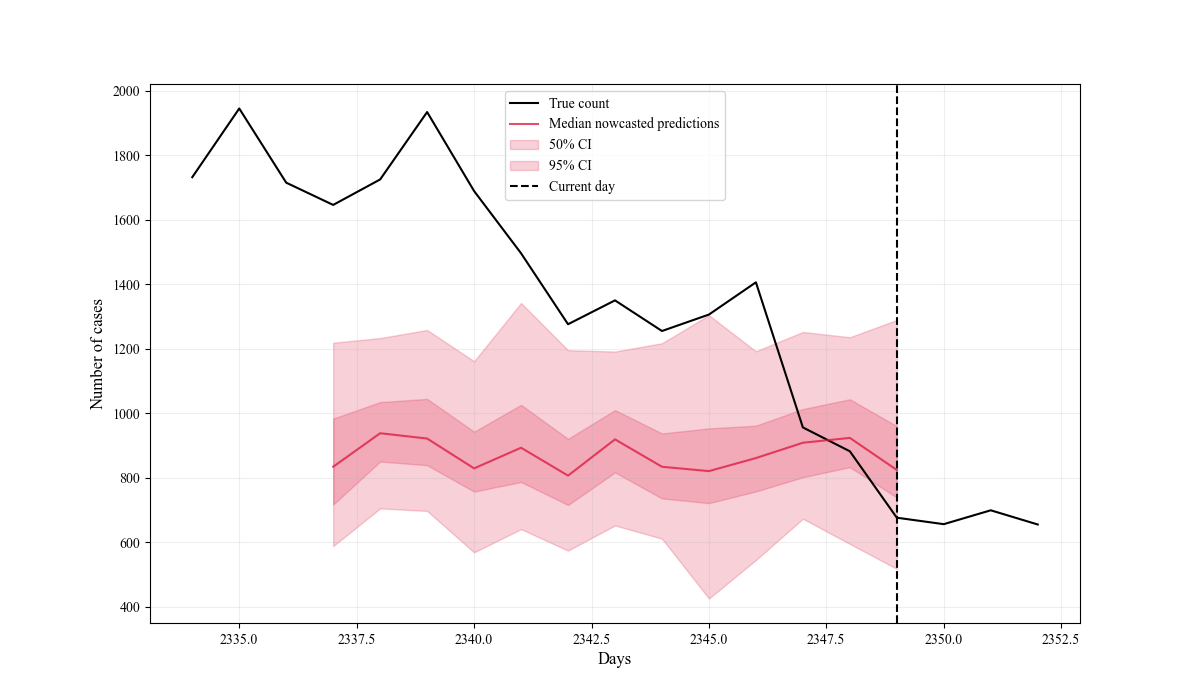 True count
Median nowcasted predictions
50% CI
95% CI
Current day
2000
1800
1600
1400
1200
1000
800
600
400
Number of cases
2335.0 2337.5 2340.0 2342.5 2345.0 2347.5 2350.0 2352.5
Days